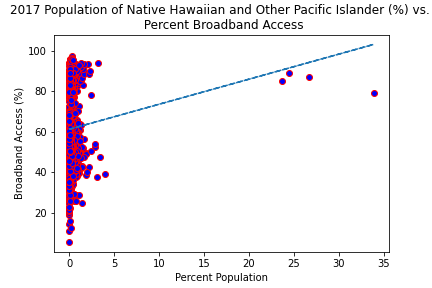 2017 Population of Native Hawaiian and Other Pacific Islander (%) vs.
Percent Broadband Access
100
80
60
40
20
Broadband Access (%)
0 5 10 15 20 25 30 35
Percent Population